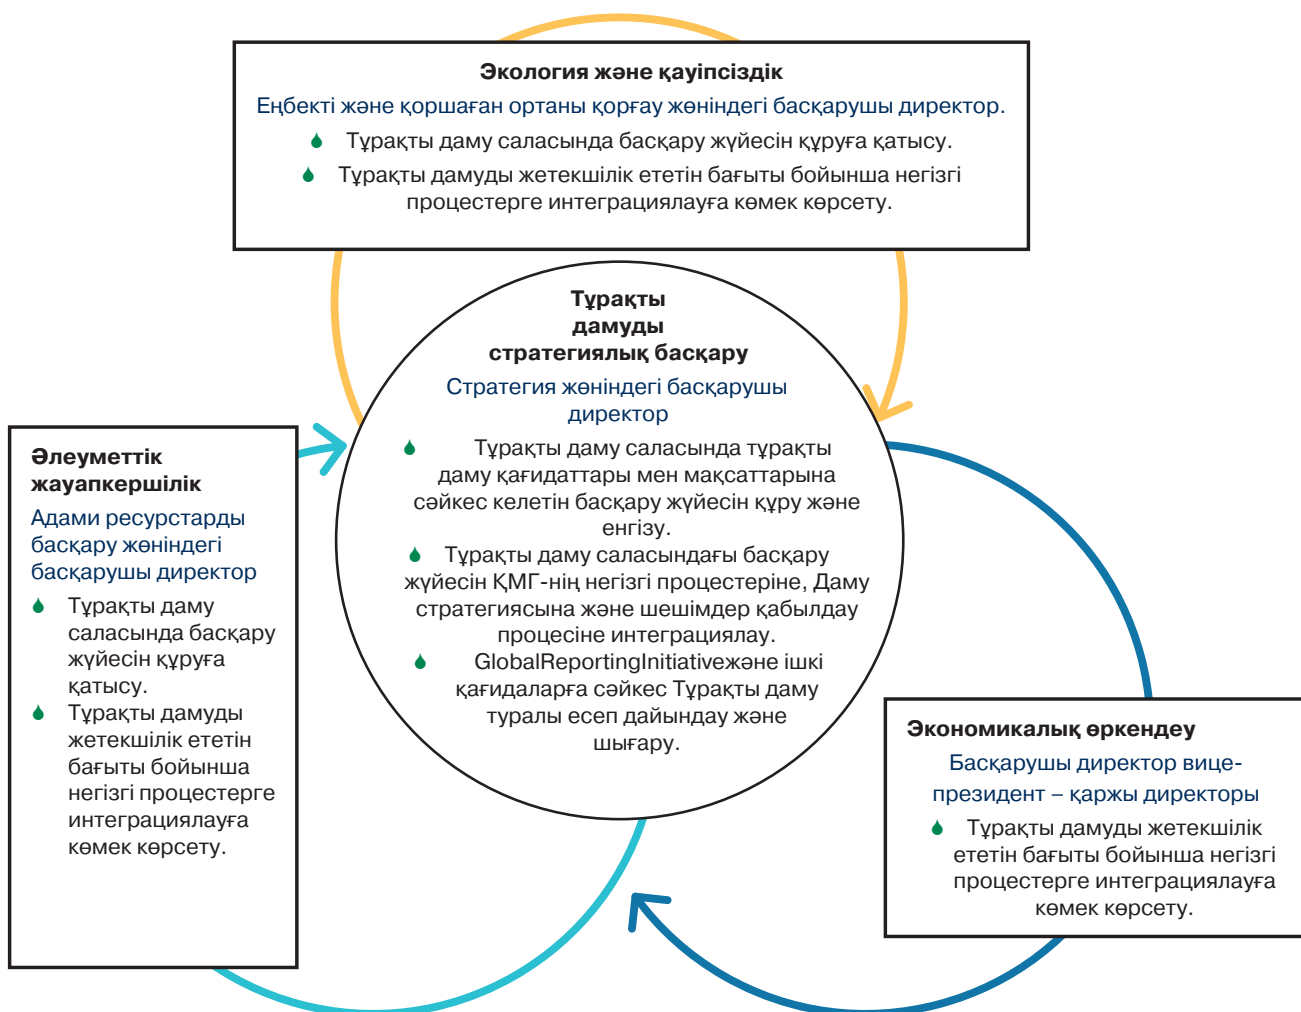 Экология және қауіпсіздік
Еңбекті және қоршаған ортаны қорғау жөніндегі басқарушы директор.
Тұрақты даму саласында басқару жүйесін құруға қатысу.
Тұрақты дамуды жетекшілік ететін бағыты бойынша негізгі
процестерге интеграциялауға көмек көрсету.
Тұрақты
дамуды
стратегиялық басқару
Стратегия жөніндегі басқарушы
директор
Тұрақты даму саласында тұрақты
даму қағидаттары мен мақсаттарына
сәйкес келетін басқару жүйесін құру және
енгізу.
Тұрақты даму саласындағы басқару
жүйесін ҚМГ-нің негізгі процестеріне, Даму
стратегиясына және шешімдер қабылдау
процесіне интеграциялау.
GlobalReportingInitiativeжәне ішкі
қағидаларға сәйкес Тұрақты даму
туралы есеп дайындау және
шығару.
Әлеуметтік
жауапкершілік
Адами ресурстарды
басқару жөніндегі
басқарушы директор
Тұрақты даму
саласында басқару
жүйесін құруға
қатысу.
Тұрақты дамуды
жетекшілік ететін
бағыты бойынша
негізгі процестерге
интеграциялауға
көмек көрсету.
Экономикалық өркендеу
Басқарушы директор вице-
президент – қаржы директоры
Тұрақты дамуды жетекшілік
ететін бағыты бойынша негізгі
процестерге интеграциялауға
көмек көрсету.